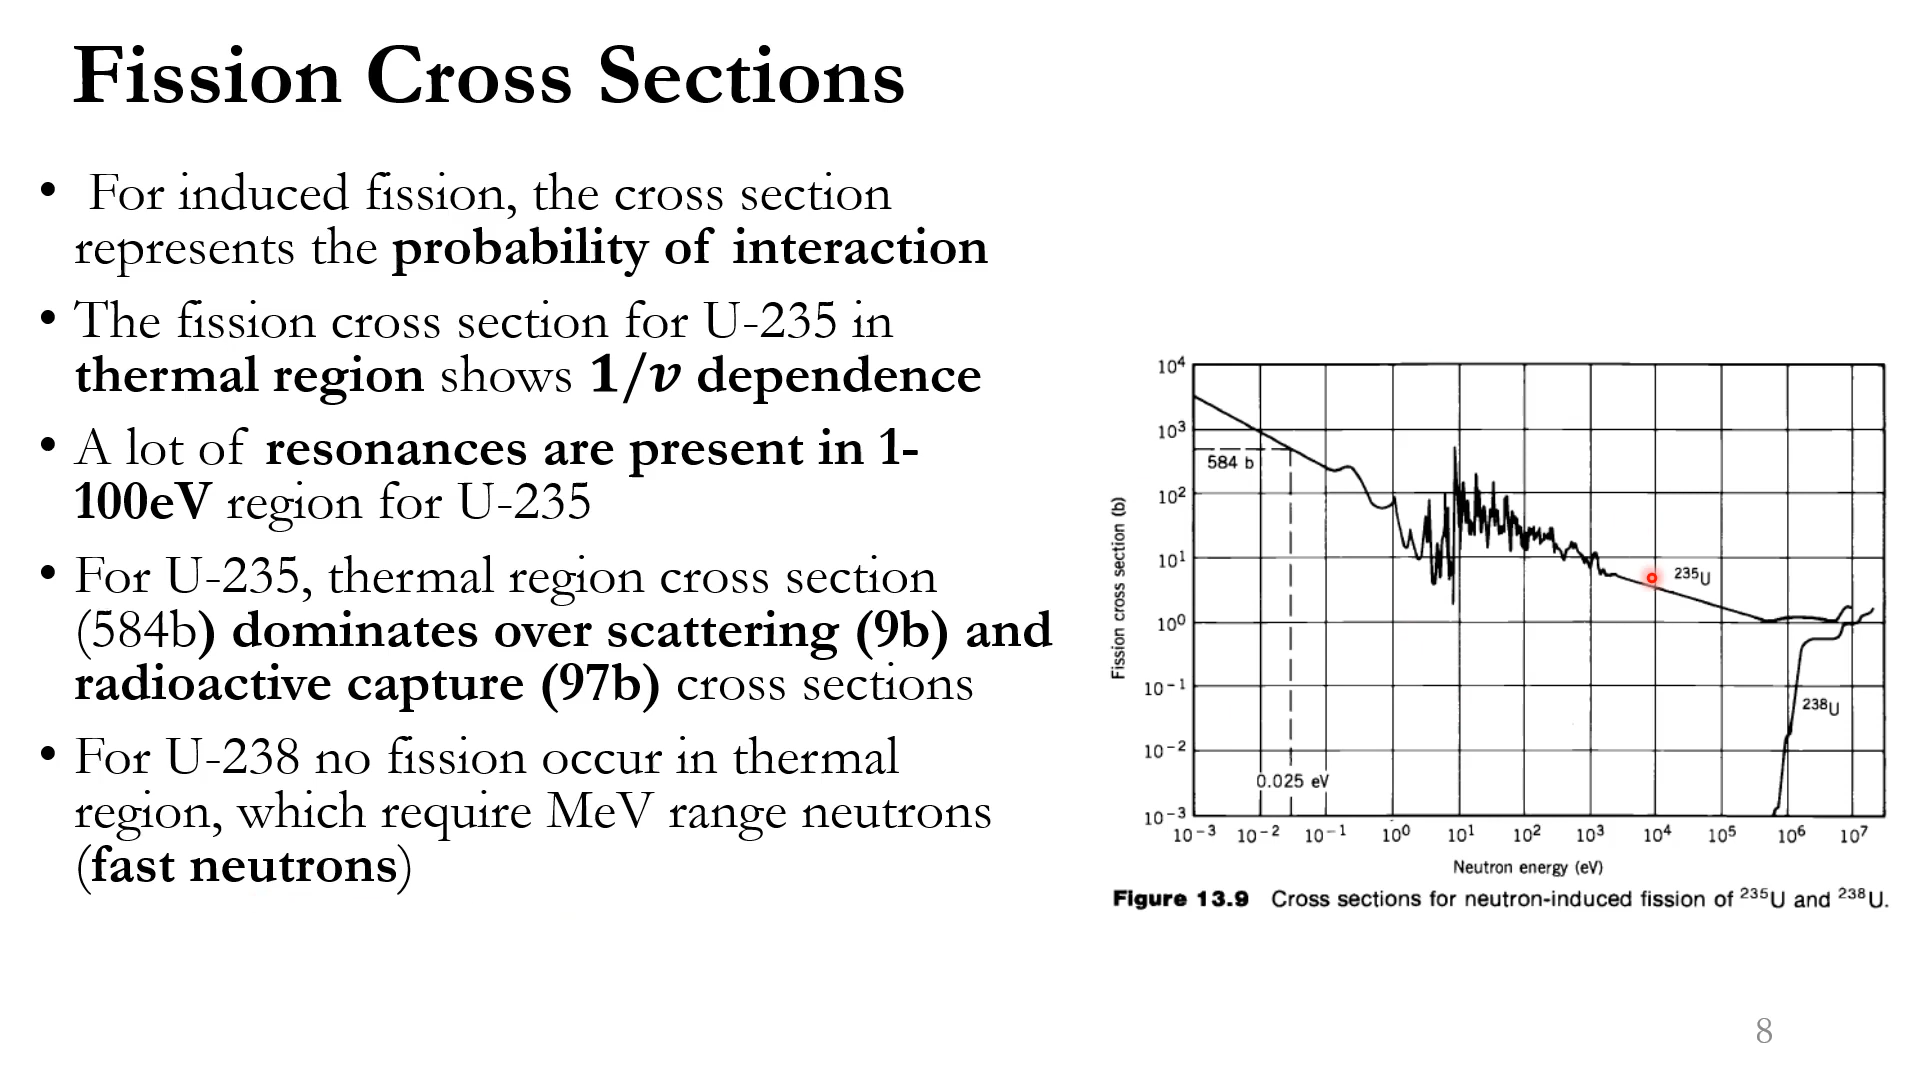 Fission Cross Sections
• For induced fission, the cross section
represents the probability of interaction
• The fission cross section for U-235 in
thermal region shows 1/𝑣 dependence
• A lot of resonances are present in 1-
100eV region for U-235
• For U-235, thermal region cross section
(584b) dominates over scattering (9b) and
radioactive capture (97b) cross sections
• For U-238 no fission occur in thermal
region, which require MeV range neutrons
(fast neutrons)
Fission cross section (b)
10⁴
10³
10²
10¹
10⁰
10⁻¹
10⁻²
10⁻³
584 b
²³⁵U
²³⁸U
0.025 eV
10⁻³ 10⁻² 10⁻¹ 10⁰ 10¹ 10² 10³ 10⁴ 10⁵ 10⁶ 10⁷
Neutron energy (eV)
Figure 13.9 Cross sections for neutron-induced fission of ²³⁵U and ²³⁸U.
8